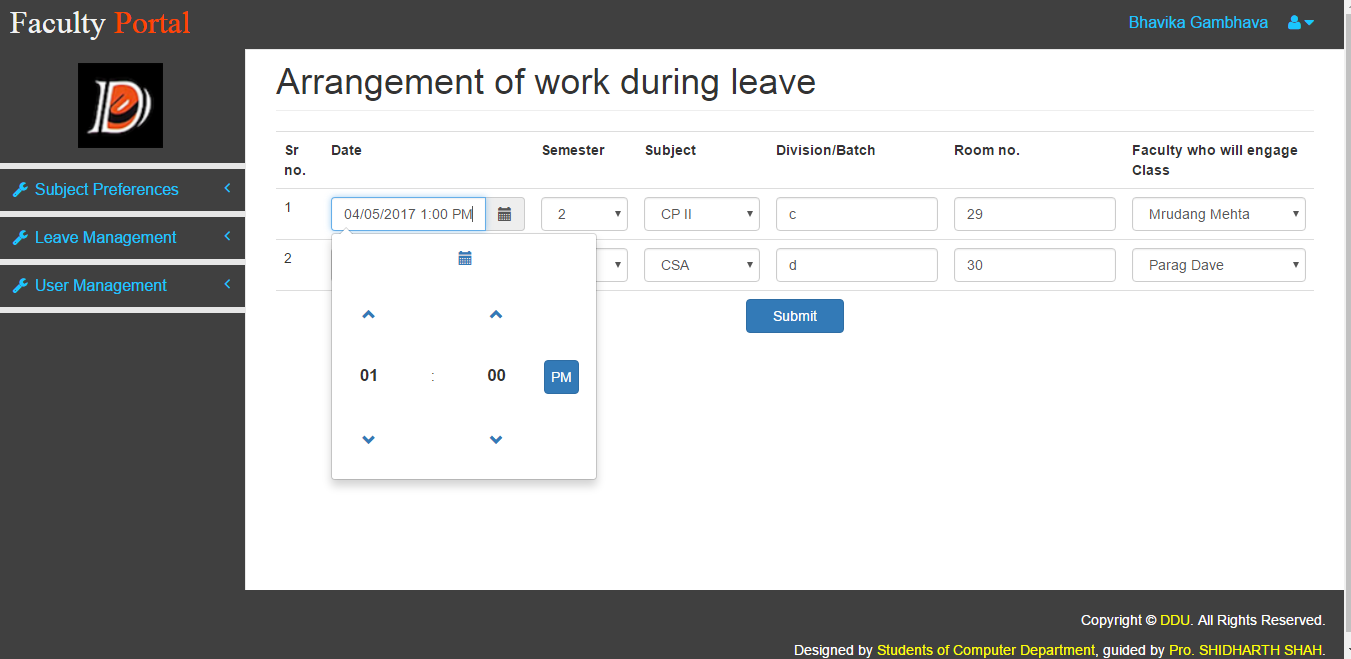 Faculty Portal
Bhavika Gambhava
Subject Preferences
Leave Management
User Management
Arrangement of work during leave
Sr no. Date Semester Subject Division/Batch Room no. Faculty who will engage Class
1 04/05/2017 1:00 PM 2 CP II c 29 Mrudang Mehta
2 CSA d 30 Parag Dave
01 : 00 PM
Submit
Copyright © DDU. All Rights Reserved.
Designed by Students of Computer Department, guided by Pro. SHIDHARTH SHAH.